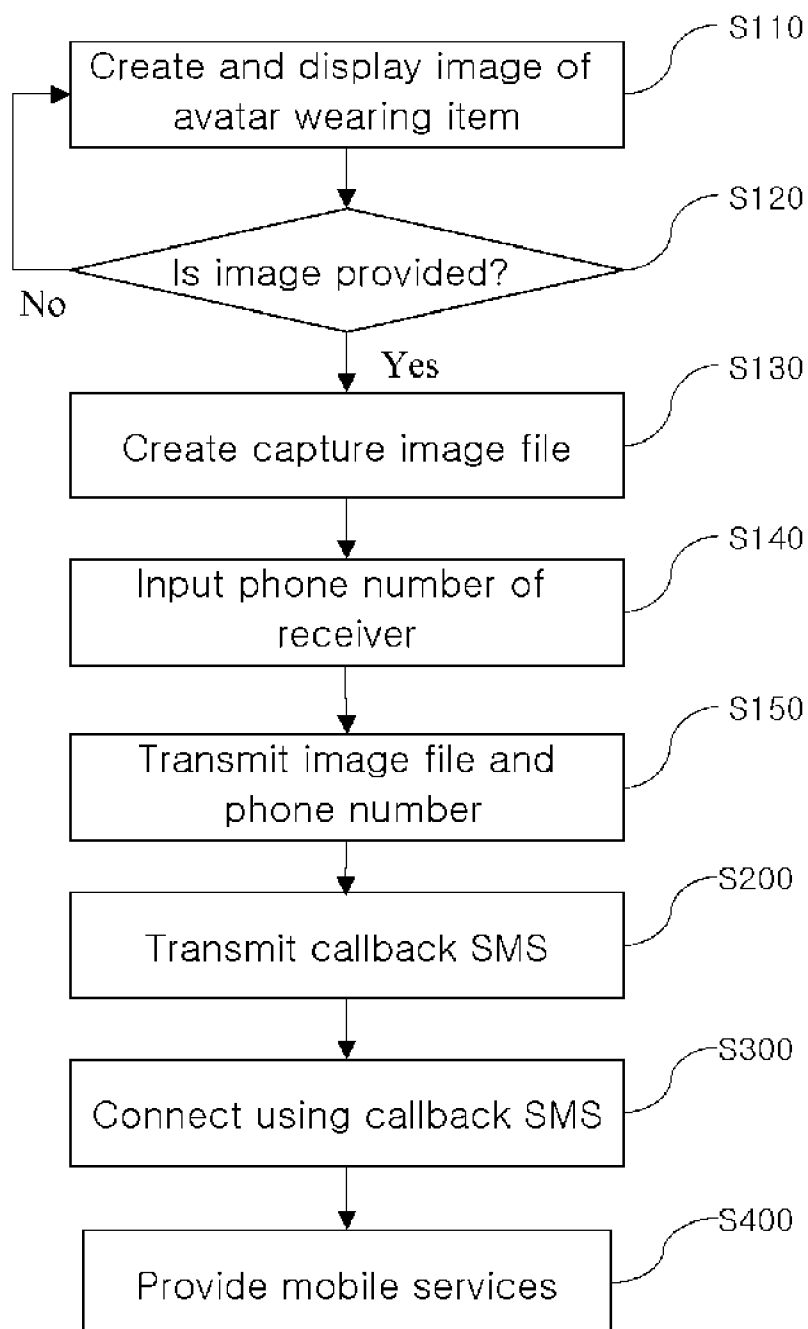 S110
Create and display image of
avatar wearing item
S120
Is image provided?
No
Yes
S130
Create capture image file
S140
Input phone number of
receiver
S150
Transmit image file and
phone number
S200
Transmit callback SMS
S300
Connect using callback SMS
S400
Provide mobile services